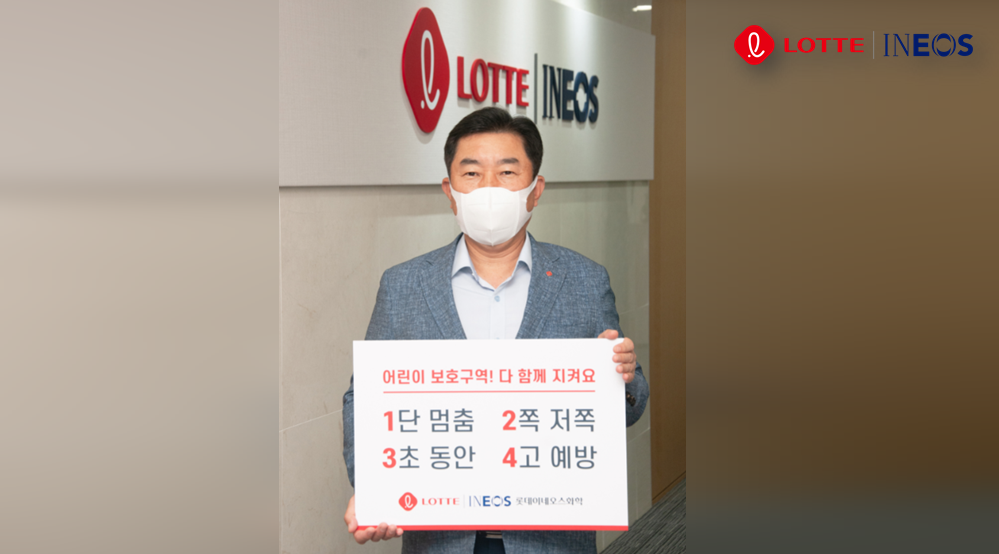 LOTTE | INEOS
LOTTE | INEOS
어린이 보호구역! 다 함께 지켜요
1단 멈춤 2쪽 저쪽
3초 동안 4고 예방
LOTTE | INEOS 롯데이네오스화학